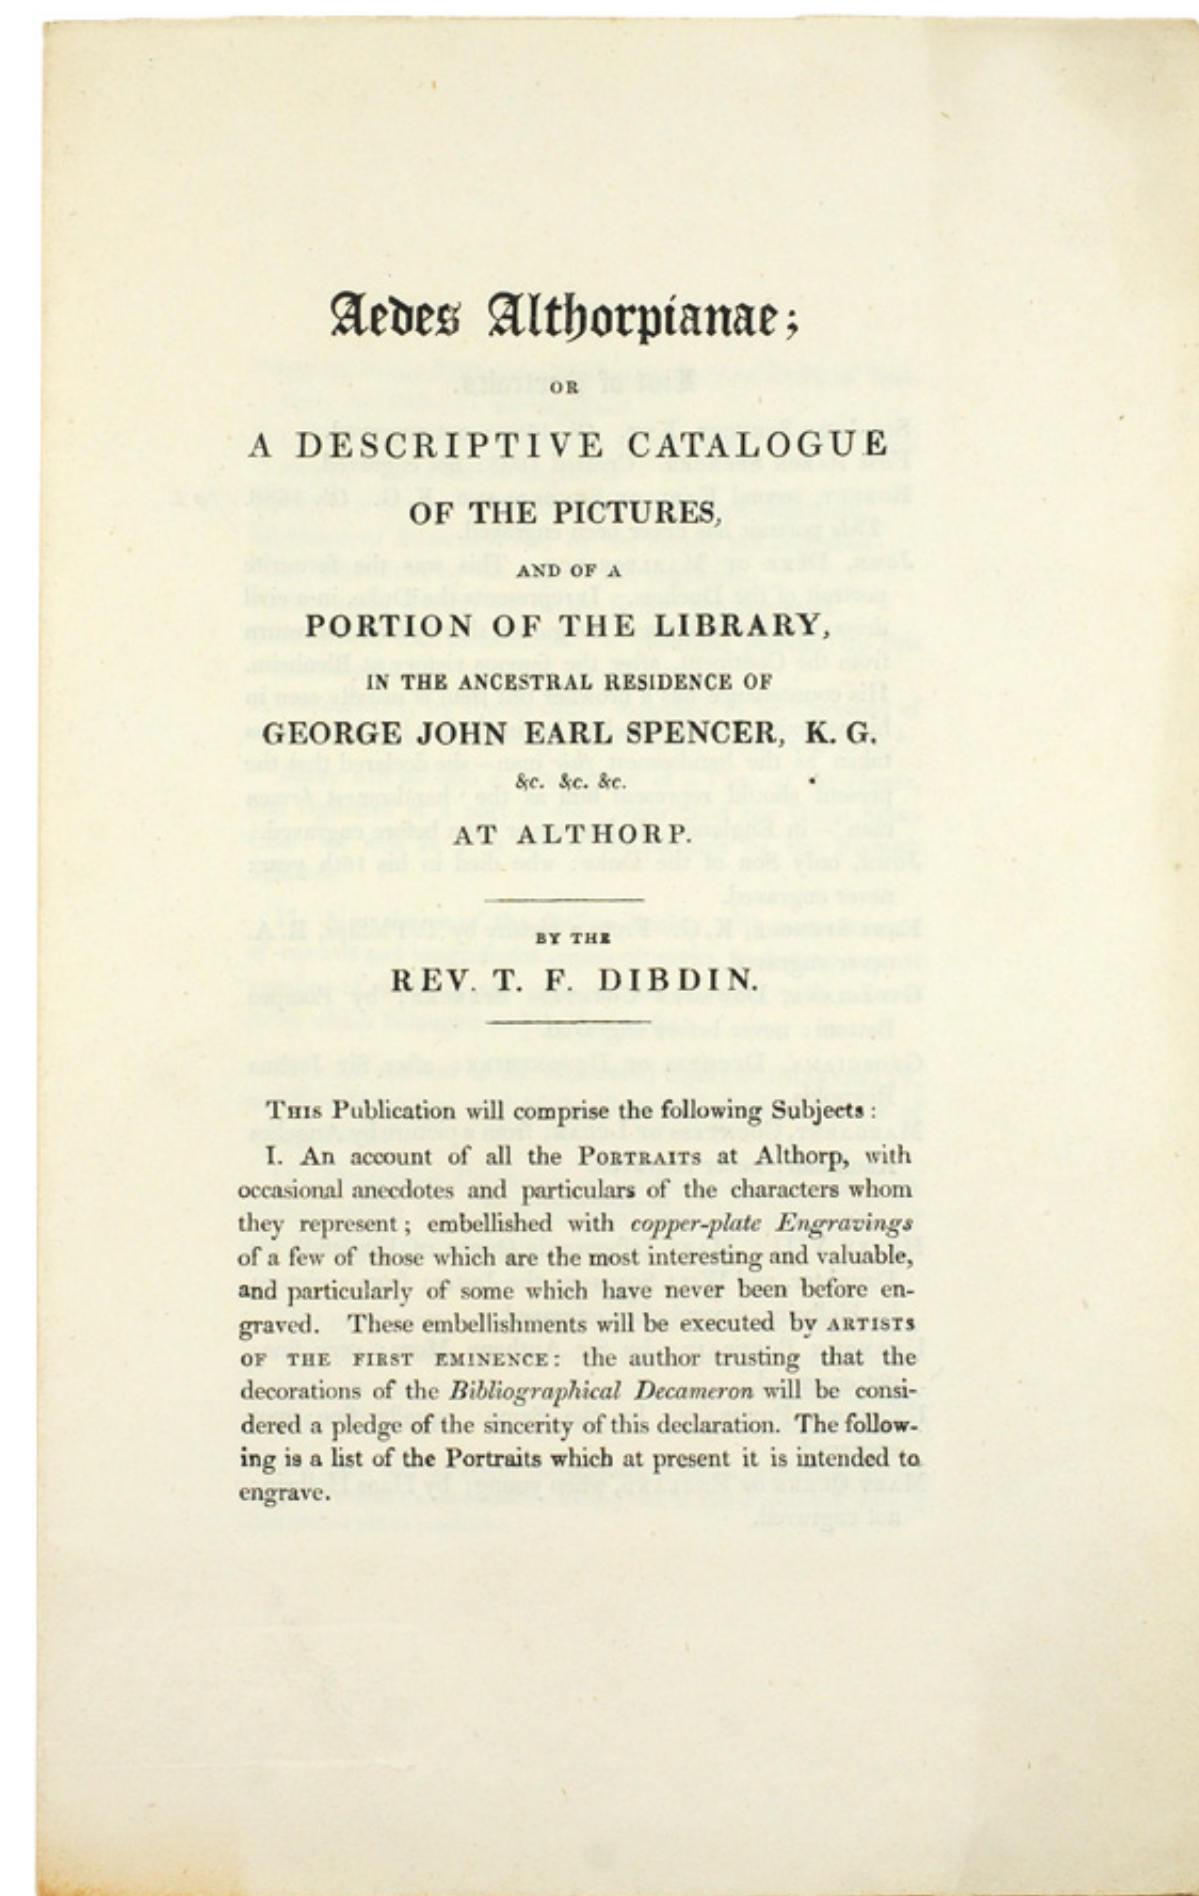 Aedes Althorpianae;
OR
A DESCRIPTIVE CATALOGUE
OF THE PICTURES,
AND OF A
PORTION OF THE LIBRARY,
IN THE ANCESTRAL RESIDENCE OF
GEORGE JOHN EARL SPENCER, K. G.
&c. &c. &c.
AT ALTHORP.
BY THE
REV. T. F. DIBDIN.
THIS Publication will comprise the following Subjects:
I. An account of all the PORTRAITS at Althorp, with
occasional anecdotes and particulars of the characters whom
they represent; embellished with copper-plate Engravings
of a few of those which are the most interesting and valuable,
and particularly of some which have never been before en-
graved. These embellishments will be executed by ARTISTS
OF THE FIRST EMINENCE: the author trusting that the
decorations of the Bibliographical Decameron will be consi-
dered a pledge of the sincerity of this declaration. The follow-
ing is a list of the Portraits which at present it is intended to
engrave.